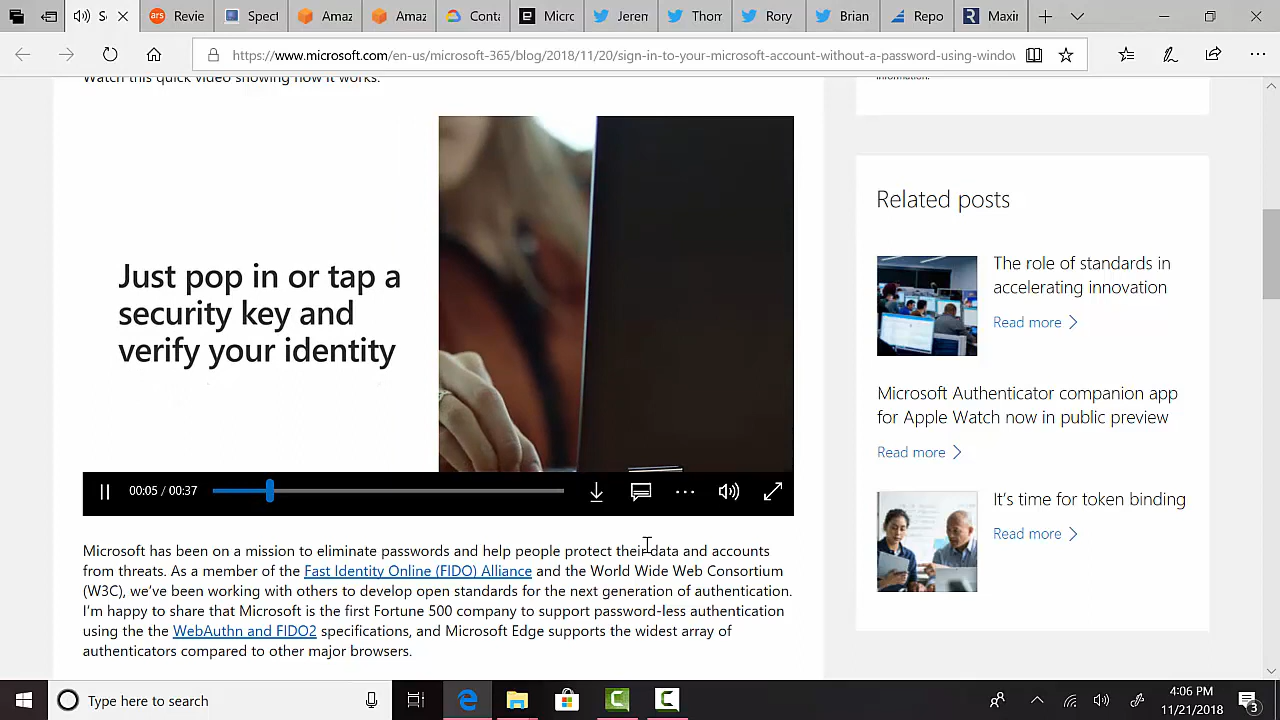 S
ars
Revie
Spect
Amaz
Amaz
Conta
Micrc
Jerem
Thom
Rory
Brian
Repo
Maxin
https://www.microsoft.com/en-us/microsoft-365/blog/2018/11/20/sign-in-to-your-microsoft-account-without-a-password-using-window
Watch this quick video showing how it works.
information.
Just pop in or tap a
security key and
verify your identity
00:05 / 00:37
Microsoft has been on a mission to eliminate passwords and help people protect their data and accounts
from threats. As a member of the Fast Identity Online (FIDO) Alliance and the World Wide Web Consortium
(W3C), we've been working with others to develop open standards for the next generation of authentication.
I'm happy to share that Microsoft is the first Fortune 500 company to support password-less authentication
using the the WebAuthn and FIDO2 specifications, and Microsoft Edge supports the widest array of
authenticators compared to other major browsers.
Related posts
The role of standards in
accelerating innovation
Read more
Microsoft Authenticator companion app
for Apple Watch now in public preview
Read more
It's time for token binding
Read more
Type here to search
4:06 PM
11/21/2018
3